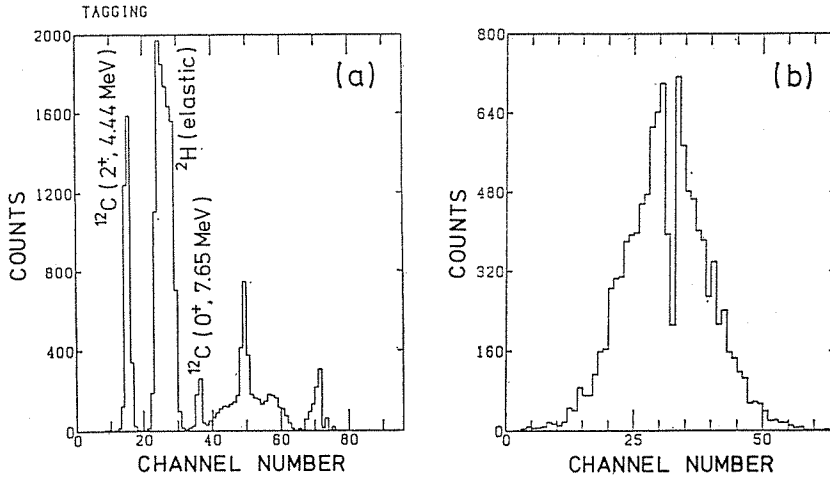 TAGGING
2000
1600
1200
800
400
0
0
20
40
60
80
COUNTS
CHANNEL NUMBER
(a)
¹²C (2⁺, 4.44 MeV)
²H (elastic)
¹²C (0⁺, 7.65 MeV)
800
640
480
320
160
0
0
25
50
COUNTS
CHANNEL NUMBER
(b)